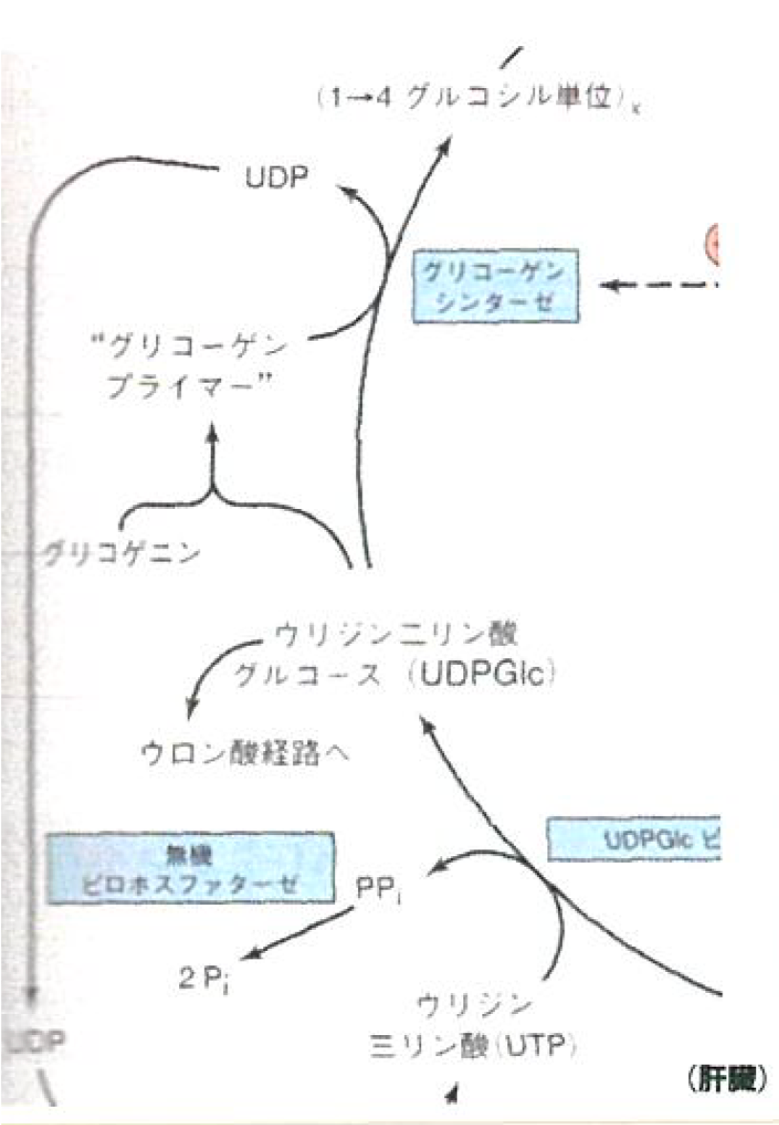 (1→4 グルコシル単位)x
UDP
グリコーゲン
シンターゼ
“グリコーゲン
プライマー”
グリコゲニン
ウリジン二リン酸
グルコース (UDPGlc)
ウロン酸経路へ
UDPGlc ピ
無機
ピロホスファターゼ
PPi
2 Pi
ウリジン
三リン酸(UTP)
UDP
(肝臓)